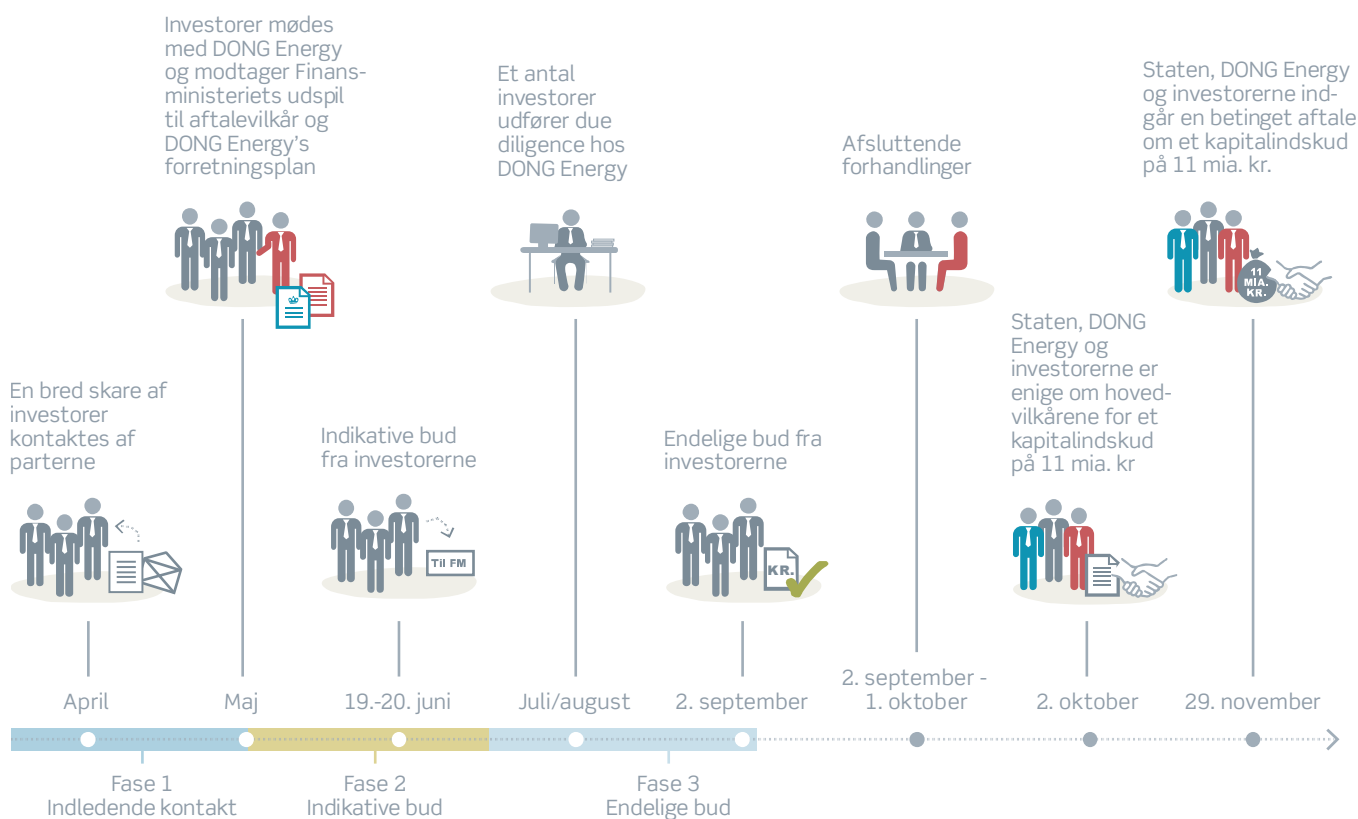 Investorer mødes
med DONG Energy
og modtager Finans-
ministeriets udspil
til aftalevilkår og
DONG Energy's
forretningsplan
Et antal
investorer
udfører due
diligence hos
DONG Energy
Afsluttende
forhandlinger
Staten, DONG Energy
og investorerne ind-
går en betinget aftale
om et kapitalindskud
på 11 mia. kr.
11
MIA.
KR.
En bred skare af
investorer
kontaktes af
parterne
Indikative bud
fra investorerne
Til FM
Endelige bud fra
investorerne
KR.
Staten, DONG
Energy og
investorerne er
enige om hoved-
vilkårene for et
kapitalindskud
på 11 mia. kr
April
Maj
19.-20. juni
Juli/august
2. september
2. september -
1. oktober
2. oktober
29. november
Fase 1
Indledende kontakt
Fase 2
Indikative bud
Fase 3
Endelige bud